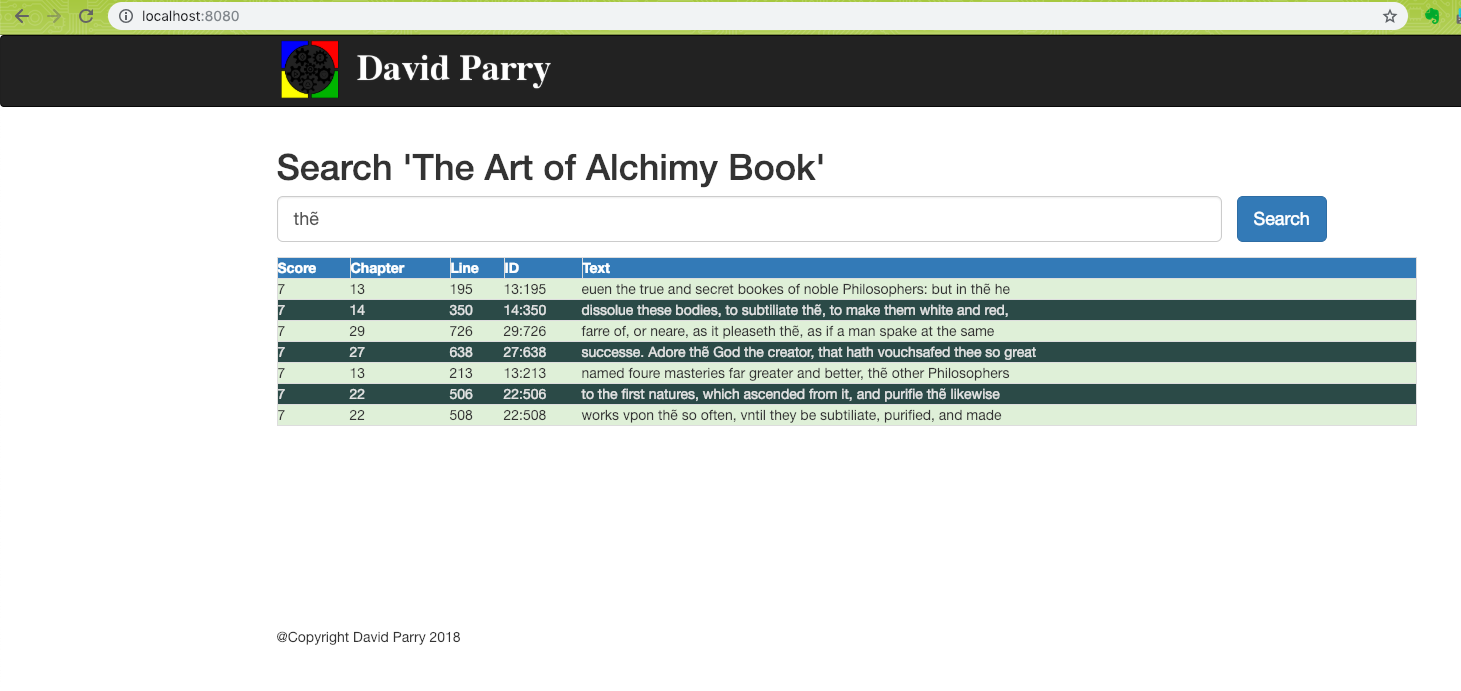 localhost:8080
David Parry
Search 'The Art of Alchimy Book'
thẽ
Search
Score Chapter Line ID Text
7 13 195 13:195 euen the true and secret bookes of noble Philosophers: but in thẽ he
7 14 350 14:350 dissolue these bodies, to subtiliate thẽ, to make them white and red,
7 29 726 29:726 farre of, or neare, as it pleaseth thẽ, as if a man spake at the same
7 27 638 27:638 successe. Adore thẽ God the creator, that hath vouchsafed thee so great
7 13 213 13:213 named foure masteries far greater and better, thẽ other Philosophers
7 22 506 22:506 to the first natures, which ascended from it, and purifie thẽ likewise
7 22 508 22:508 works vpon thẽ so often, vntil they be subtiliate, purified, and made
@Copyright David Parry 2018